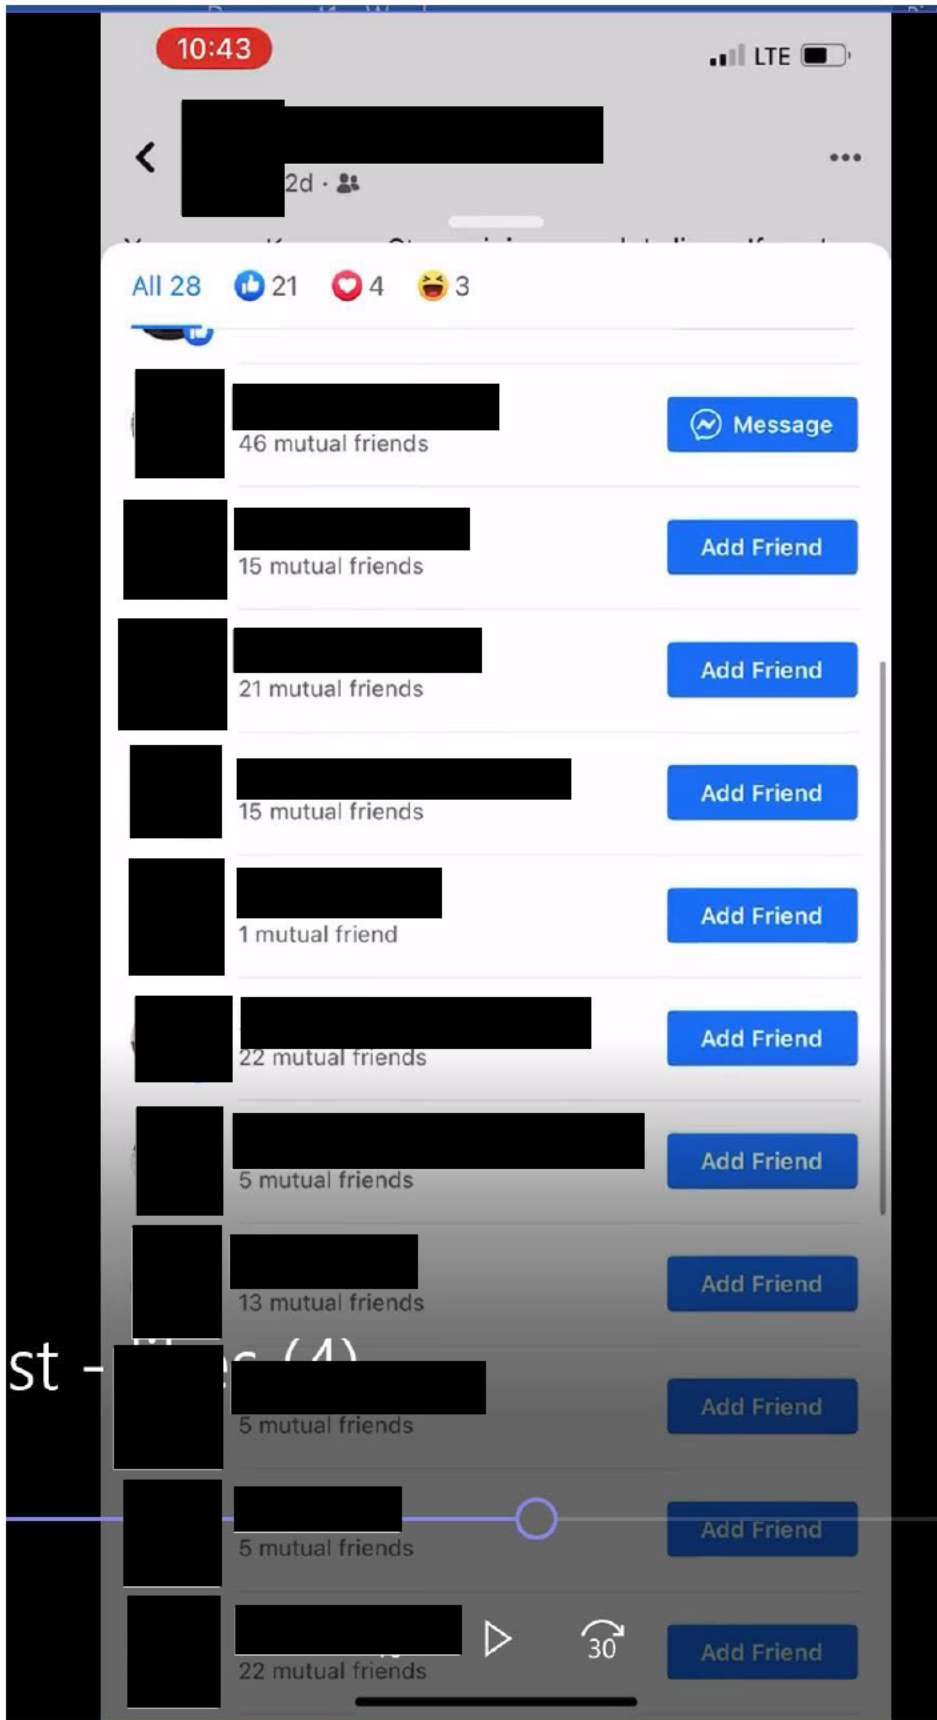 10:43
LTE
2d
All 28 21 4 3
46 mutual friends
Message
15 mutual friends
Add Friend
21 mutual friends
Add Friend
15 mutual friends
Add Friend
1 mutual friend
Add Friend
22 mutual friends
Add Friend
5 mutual friends
Add Friend
13 mutual friends
Add Friend
st - (4)
5 mutual friends
Add Friend
5 mutual friends
Add Friend
30
22 mutual friends
Add Friend